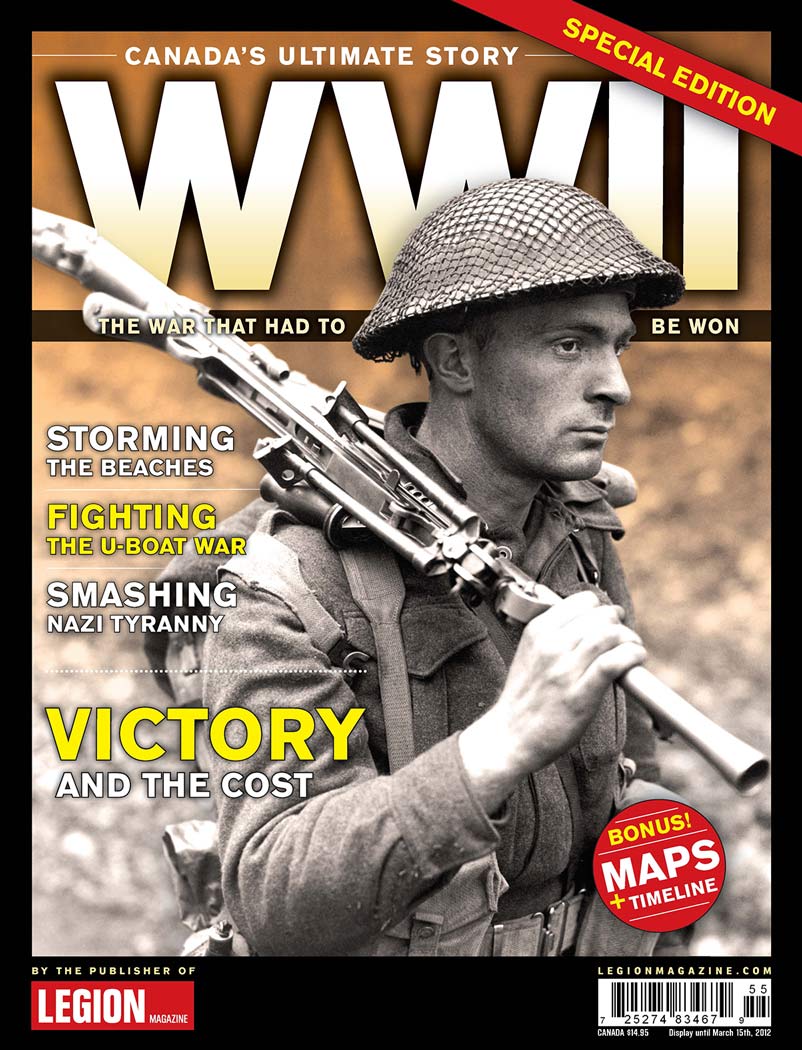 SPECIAL EDITION
CANADA'S ULTIMATE STORY
WWII
THE WAR THAT HAD TO BE WON
STORMING
THE BEACHES
FIGHTING
THE U-BOAT WAR
SMASHING
NAZI TYRANNY
VICTORY
AND THE COST
BONUS!
MAPS
+ TIMELINE
BY THE PUBLISHER OF
LEGION MAGAZINE
LEGIONMAGAZINE.COM
55
7 25274 83467 9
CANADA $14.95 Display until March 15th, 2012